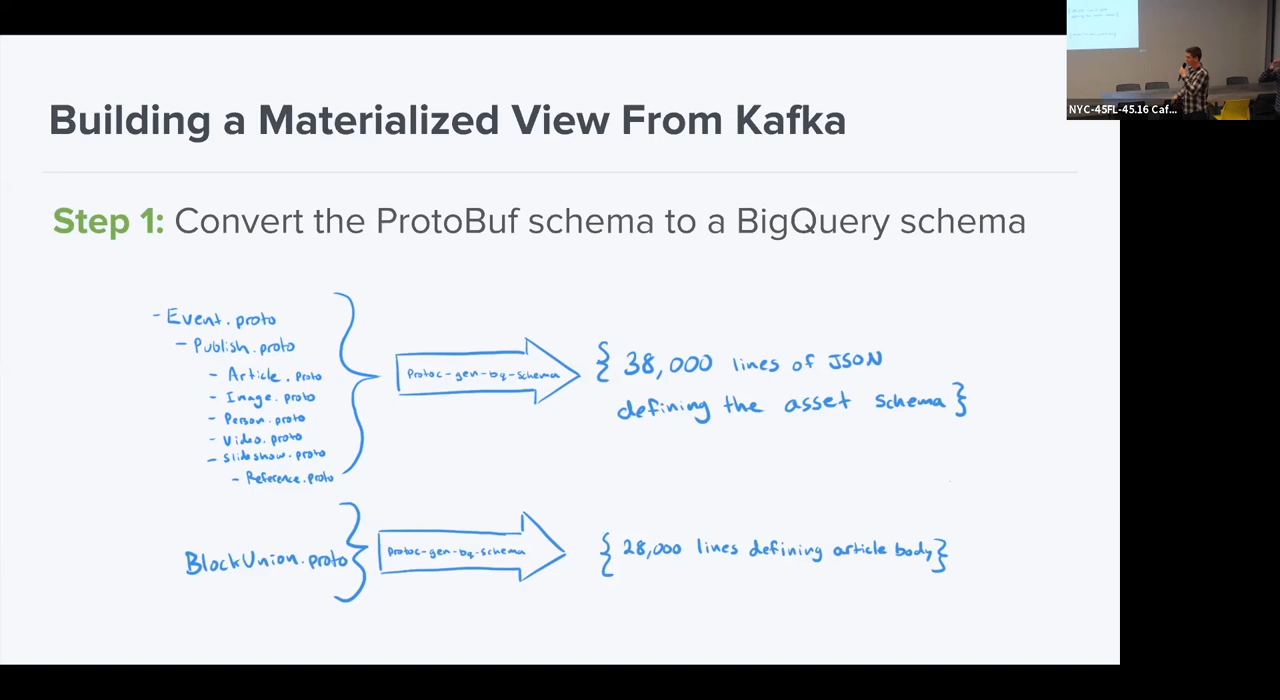 Building a Materialized View From Kafka
Step 1: Convert the ProtoBuf schema to a BigQuery schema
- Event.proto
- Publish.proto
- Article.proto
- Image.proto
- Person.proto
- Video.proto
- Slideshow.proto
- Reference.proto
Protoc-gen-bq-schema
{ 38,000 lines of JSON
defining the asset schema }
BlockUnion.proto
protoc-gen-bq-schema
{ 28,000 lines defining article body }
NYC-45FL-45.16 Caf...